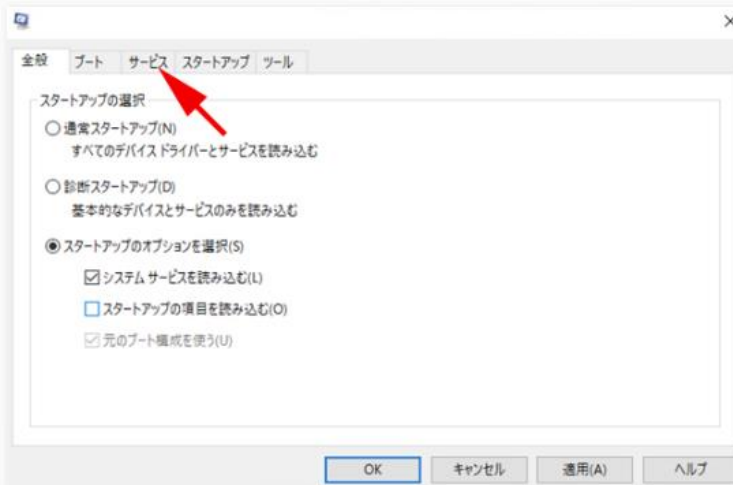 全般 ブート サービス スタートアップ ツール
スタートアップの選択
通常スタートアップ(N)
すべてのデバイス ドライバーとサービスを読み込む
診断スタートアップ(D)
基本的なデバイスとサービスのみを読み込む
スタートアップのオプションを選択(S)
システム サービスを読み込む(L)
スタートアップの項目を読み込む(O)
元のブート構成を使う(U)
OK キャンセル 適用(A) ヘルプ